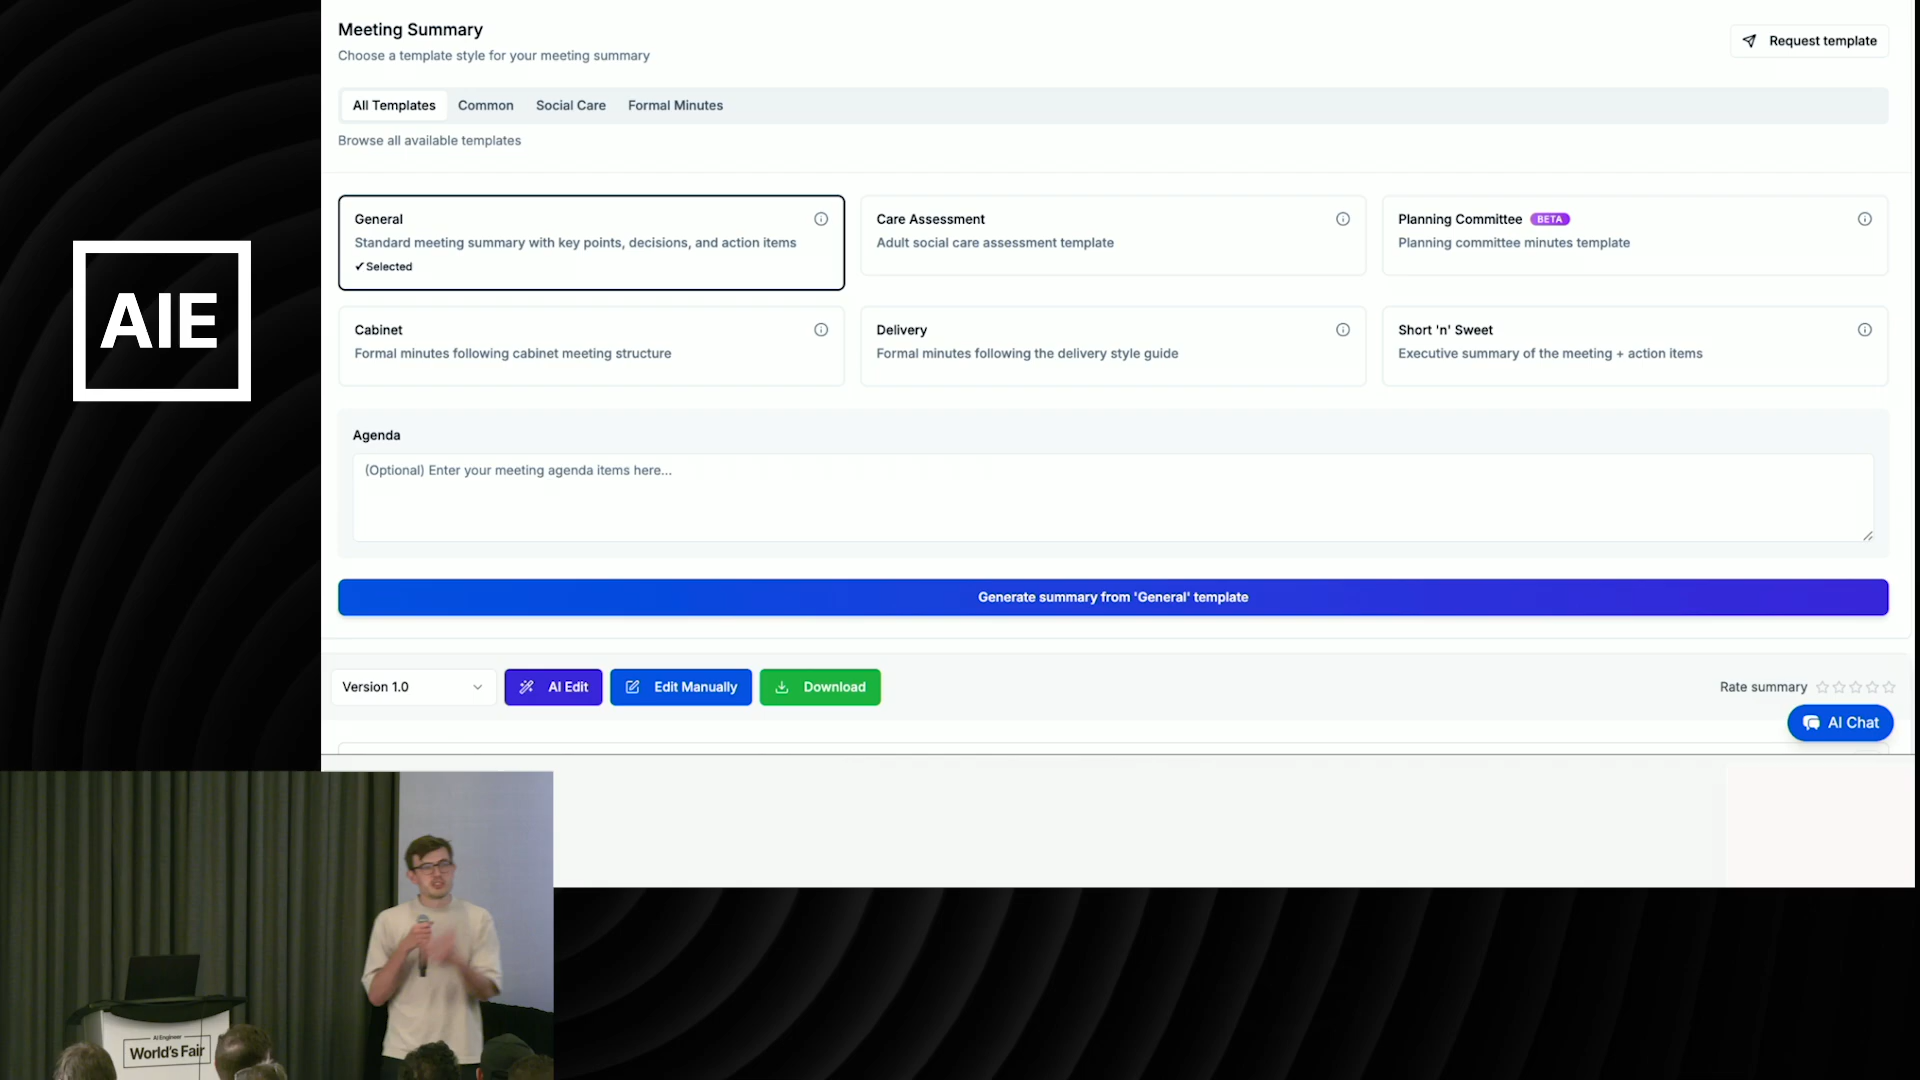 Meeting Summary
Choose a template style for your meeting summary
Request template
All Templates
Common
Social Care
Formal Minutes
Browse all available templates
General
Standard meeting summary with key points, decisions, and action items
✓ Selected
Care Assessment
Adult social care assessment template
Planning Committee BETA
Planning committee minutes template
Cabinet
Formal minutes following cabinet meeting structure
Delivery
Formal minutes following the delivery style guide
Short 'n' Sweet
Executive summary of the meeting + action items
Agenda
(Optional) Enter your meeting agenda items here...
Generate summary from 'General' template
Version 1.0
AI Edit
Edit Manually
Download
Rate summary
AI Chat
AIE
AI Engineer
World's Fair